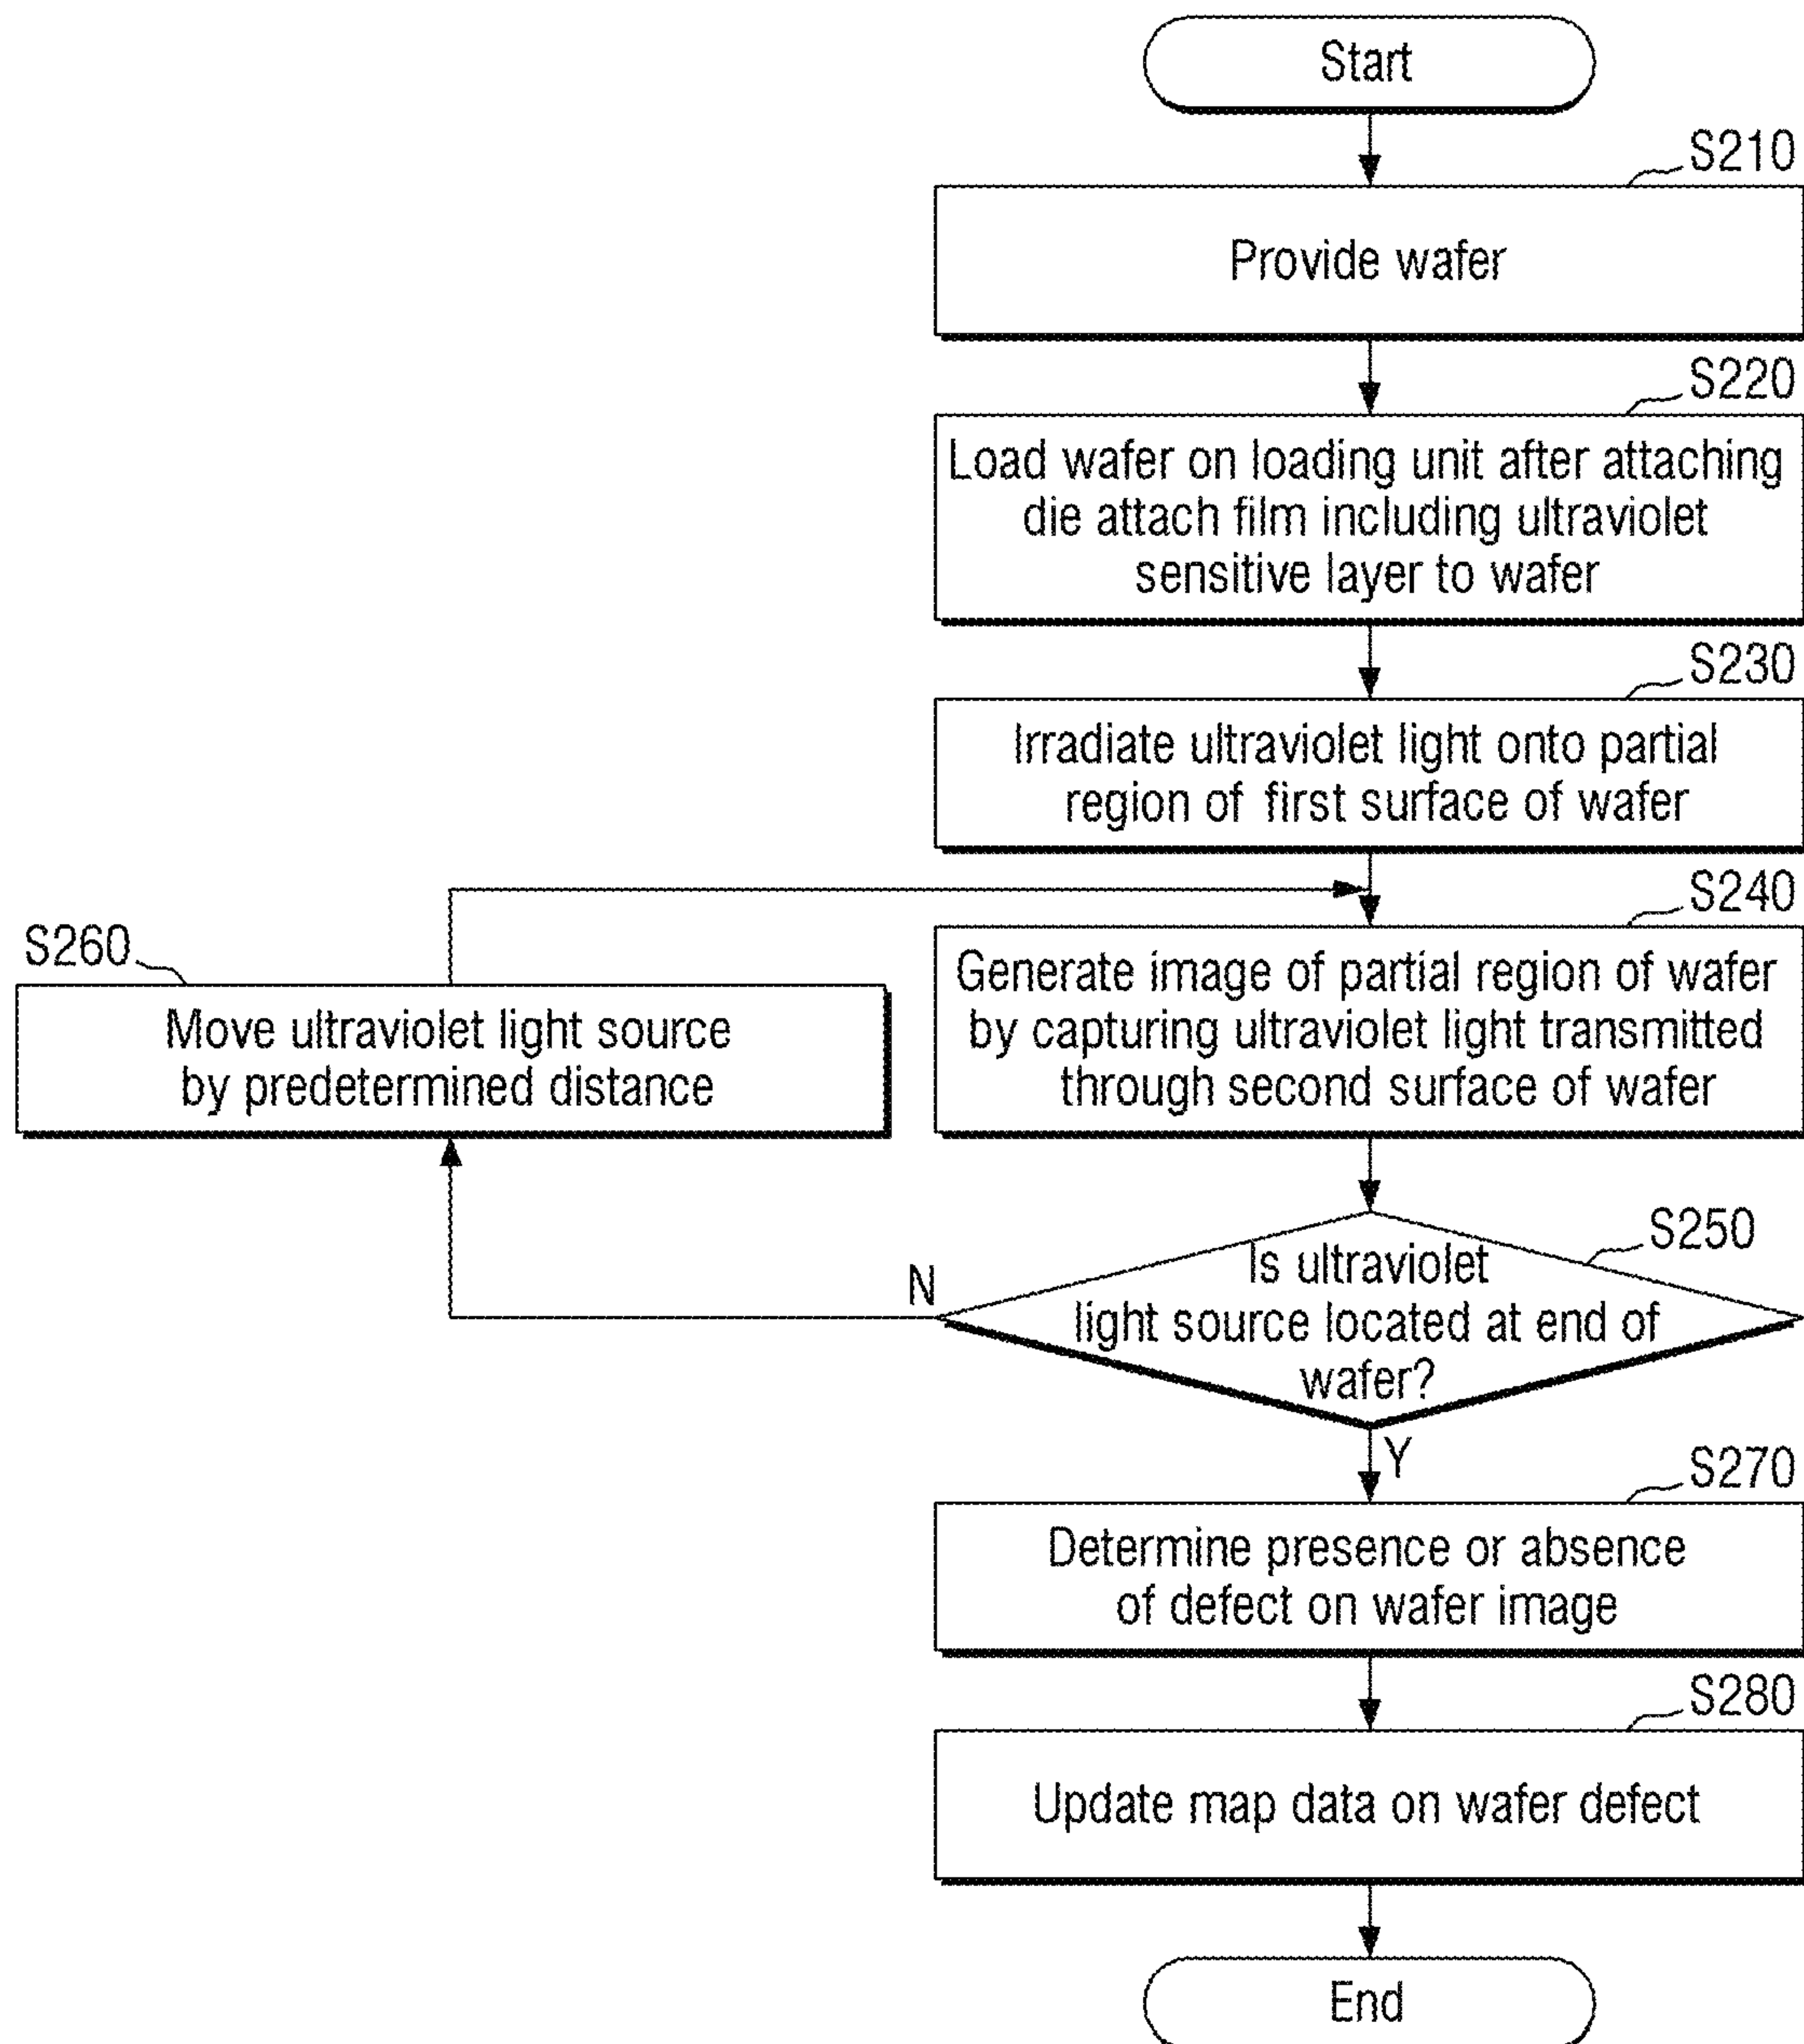 Start
S210
Provide wafer
S220
Load wafer on loading unit after attaching
die attach film including ultraviolet
sensitive layer to wafer
S230
Irradiate ultraviolet light onto partial
region of first surface of wafer
S240
Generate image of partial region of wafer
by capturing ultraviolet light transmitted
through second surface of wafer
S260
Move ultraviolet light source
by predetermined distance
S250
Is ultraviolet
light source located at end of
wafer?
N
Y
S270
Determine presence or absence
of defect on wafer image
S280
Update map data on wafer defect
End